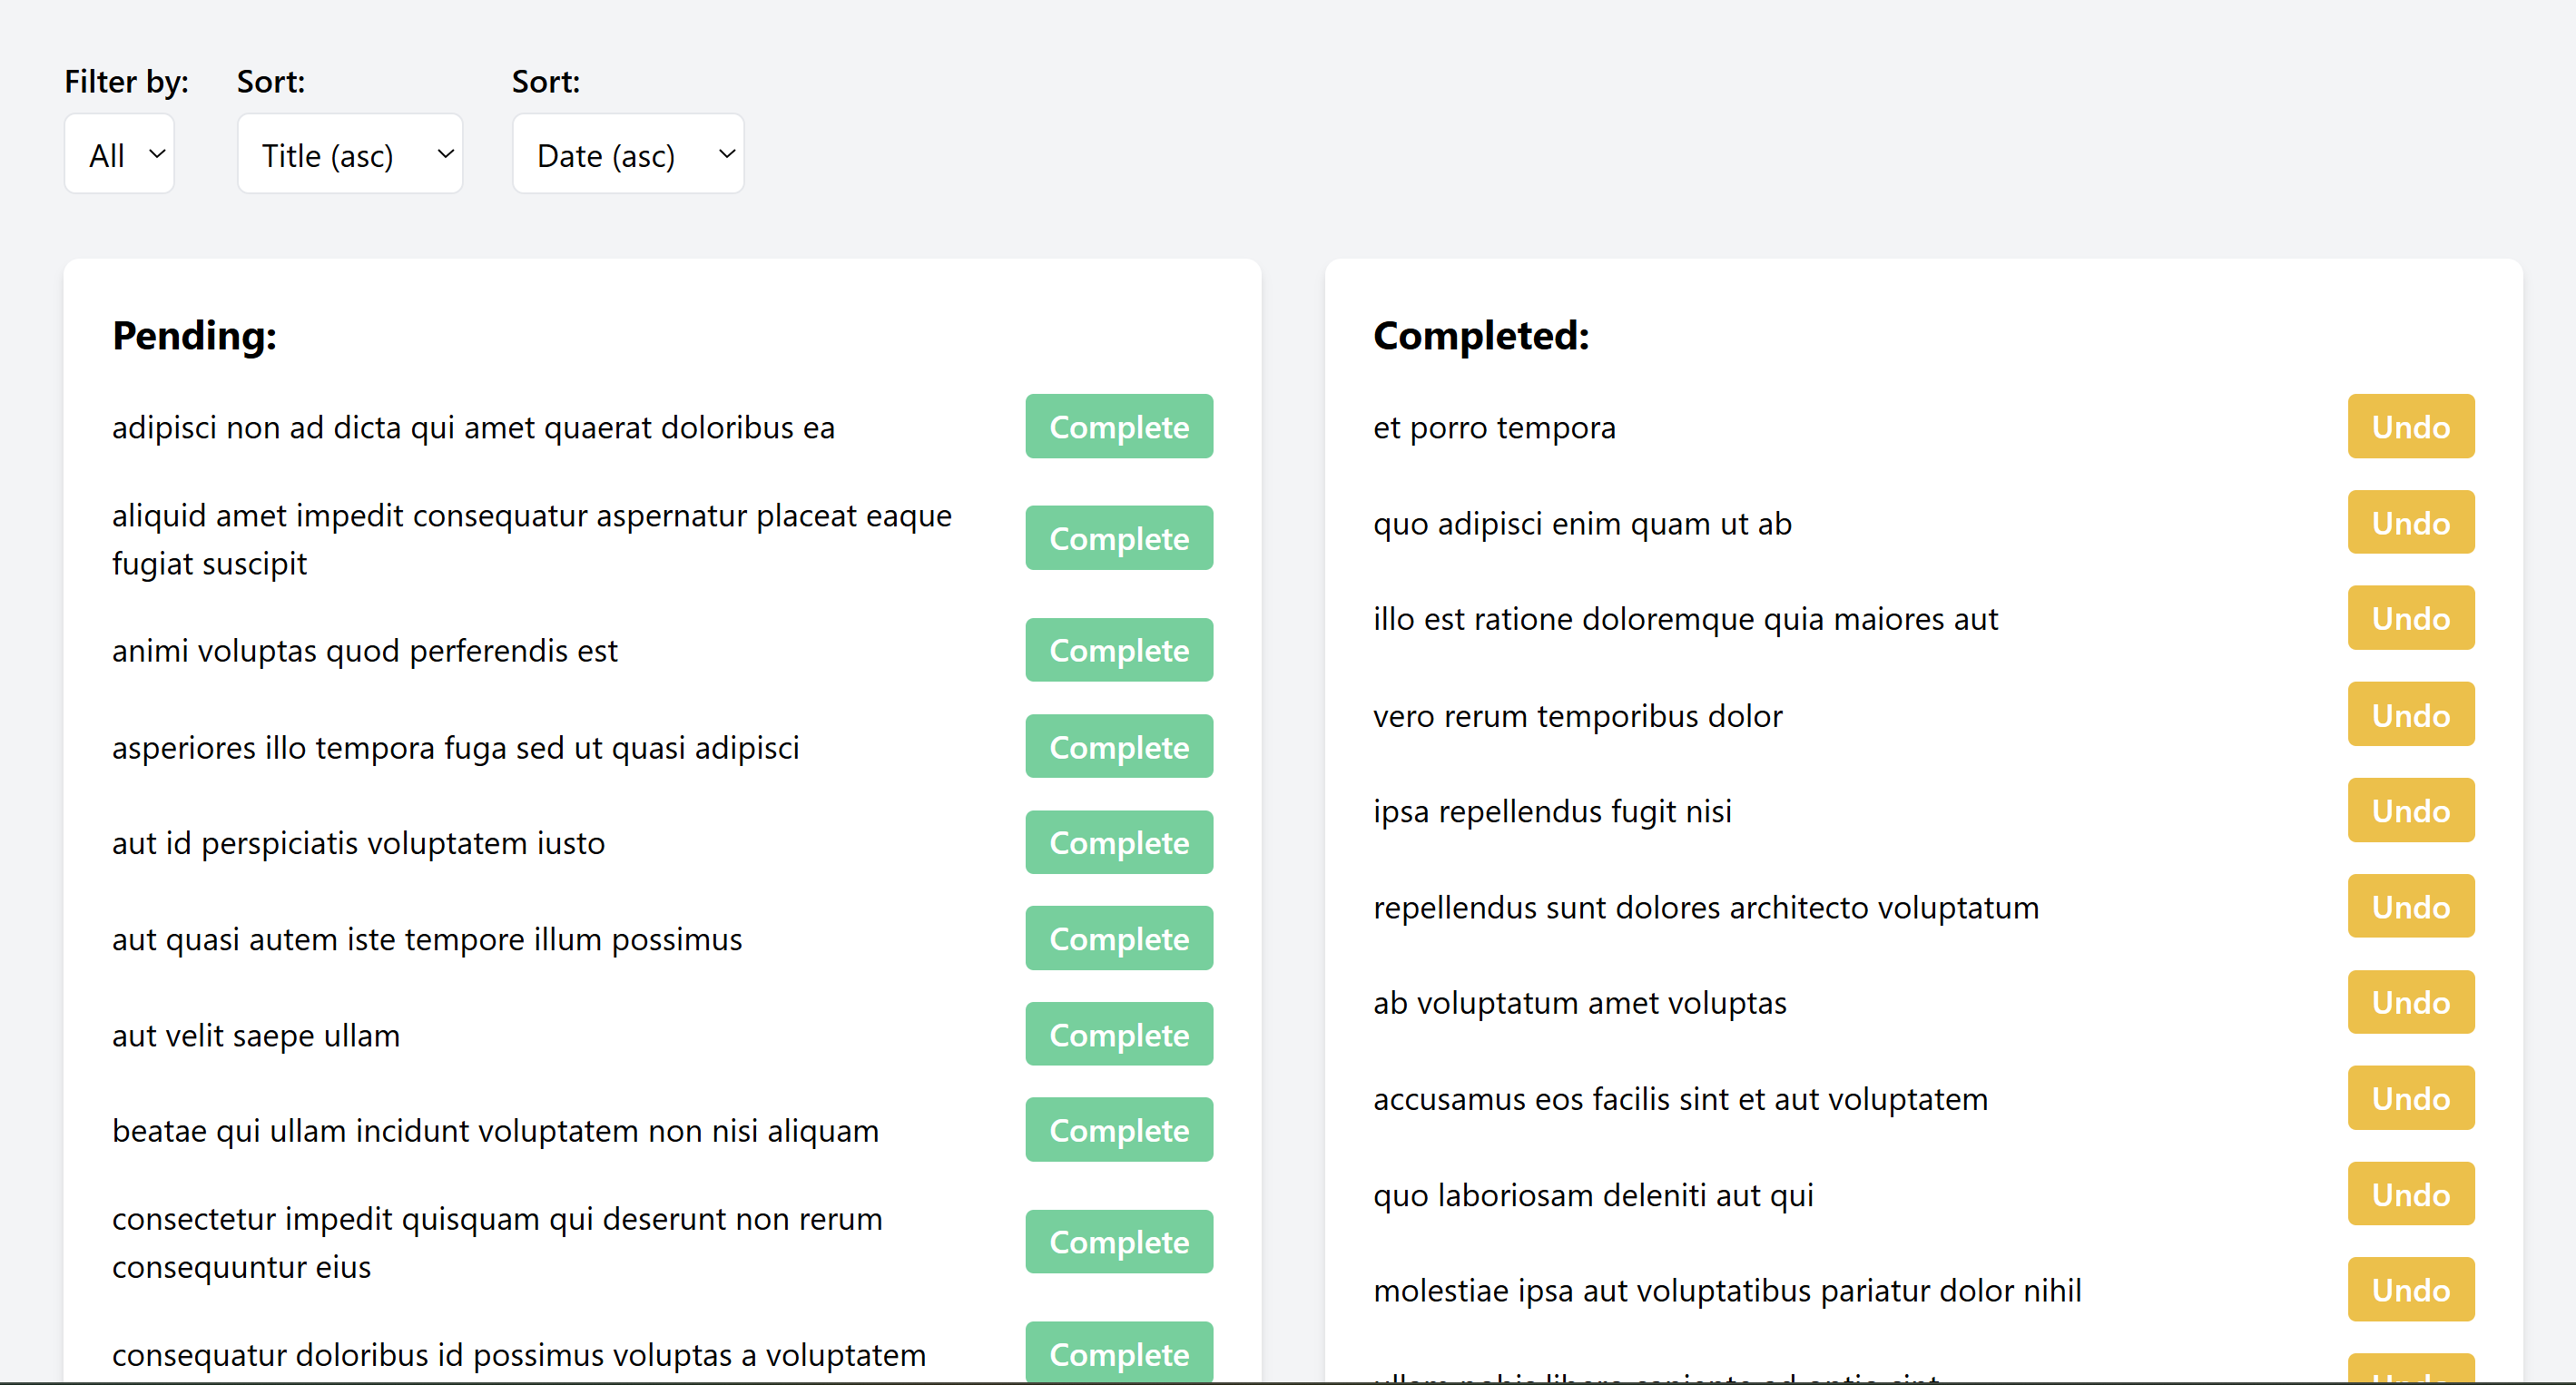 Filter by:
Sort:
Sort:
All
Title (asc)
Date (asc)
Pending:
adipisci non ad dicta qui amet quaerat doloribus ea
Complete
aliquid amet impedit consequatur aspernatur placeat eaque
fugiat suscipit
Complete
animi voluptas quod perferendis est
Complete
asperiores illo tempora fuga sed ut quasi adipisci
Complete
aut id perspiciatis voluptatem iusto
Complete
aut quasi autem iste tempore illum possimus
Complete
aut velit saepe ullam
Complete
beatae qui ullam incidunt voluptatem non nisi aliquam
Complete
consectetur impedit quisquam qui deserunt non rerum
consequuntur eius
Complete
consequatur doloribus id possimus voluptas a voluptatem
Complete
Completed:
et porro tempora
Undo
quo adipisci enim quam ut ab
Undo
illo est ratione doloremque quia maiores aut
Undo
vero rerum temporibus dolor
Undo
ipsa repellendus fugit nisi
Undo
repellendus sunt dolores architecto voluptatum
Undo
ab voluptatum amet voluptas
Undo
accusamus eos facilis sint et aut voluptatem
Undo
quo laboriosam deleniti aut qui
Undo
molestiae ipsa aut voluptatibus pariatur dolor nihil
Undo
ullam nobis libero sapiente ad optio sint
Undo